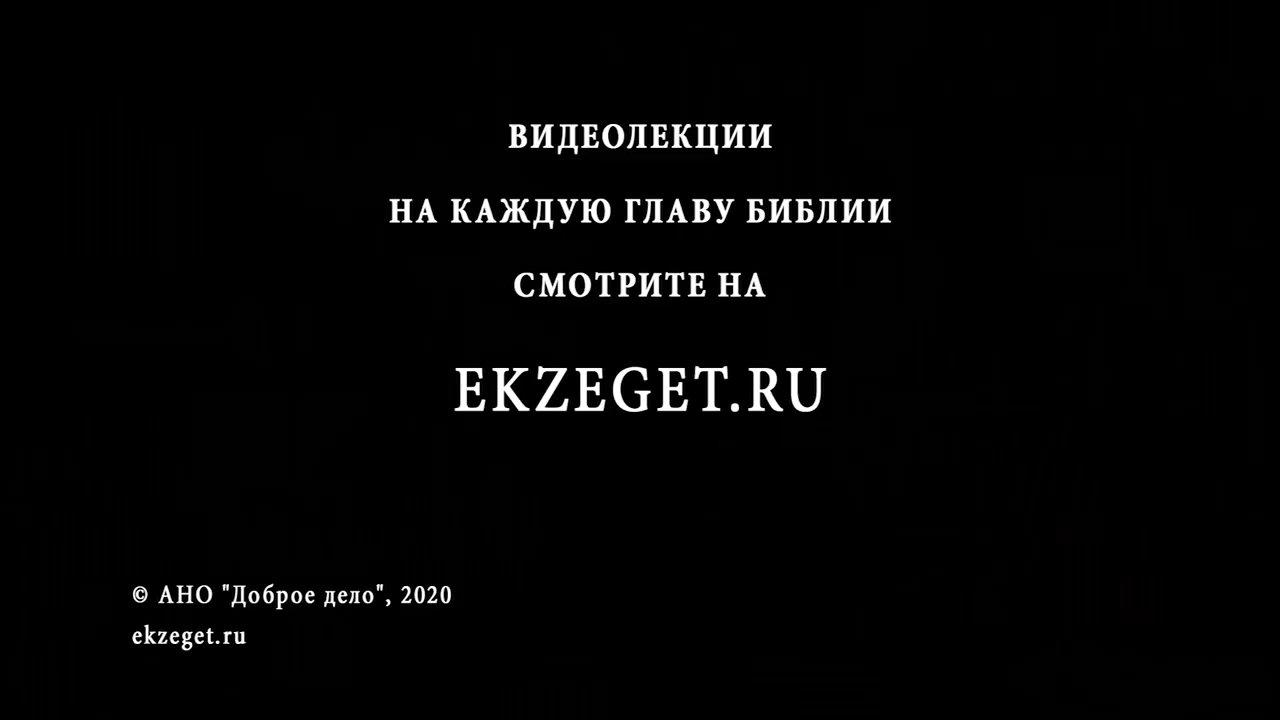 ВИДЕОЛЕКЦИИ
НА КАЖДУЮ ГЛАВУ БИБЛИИ
СМОТРИТЕ НА
EKZEGET.RU
© АНО "Доброе дело", 2020
ekzeget.ru